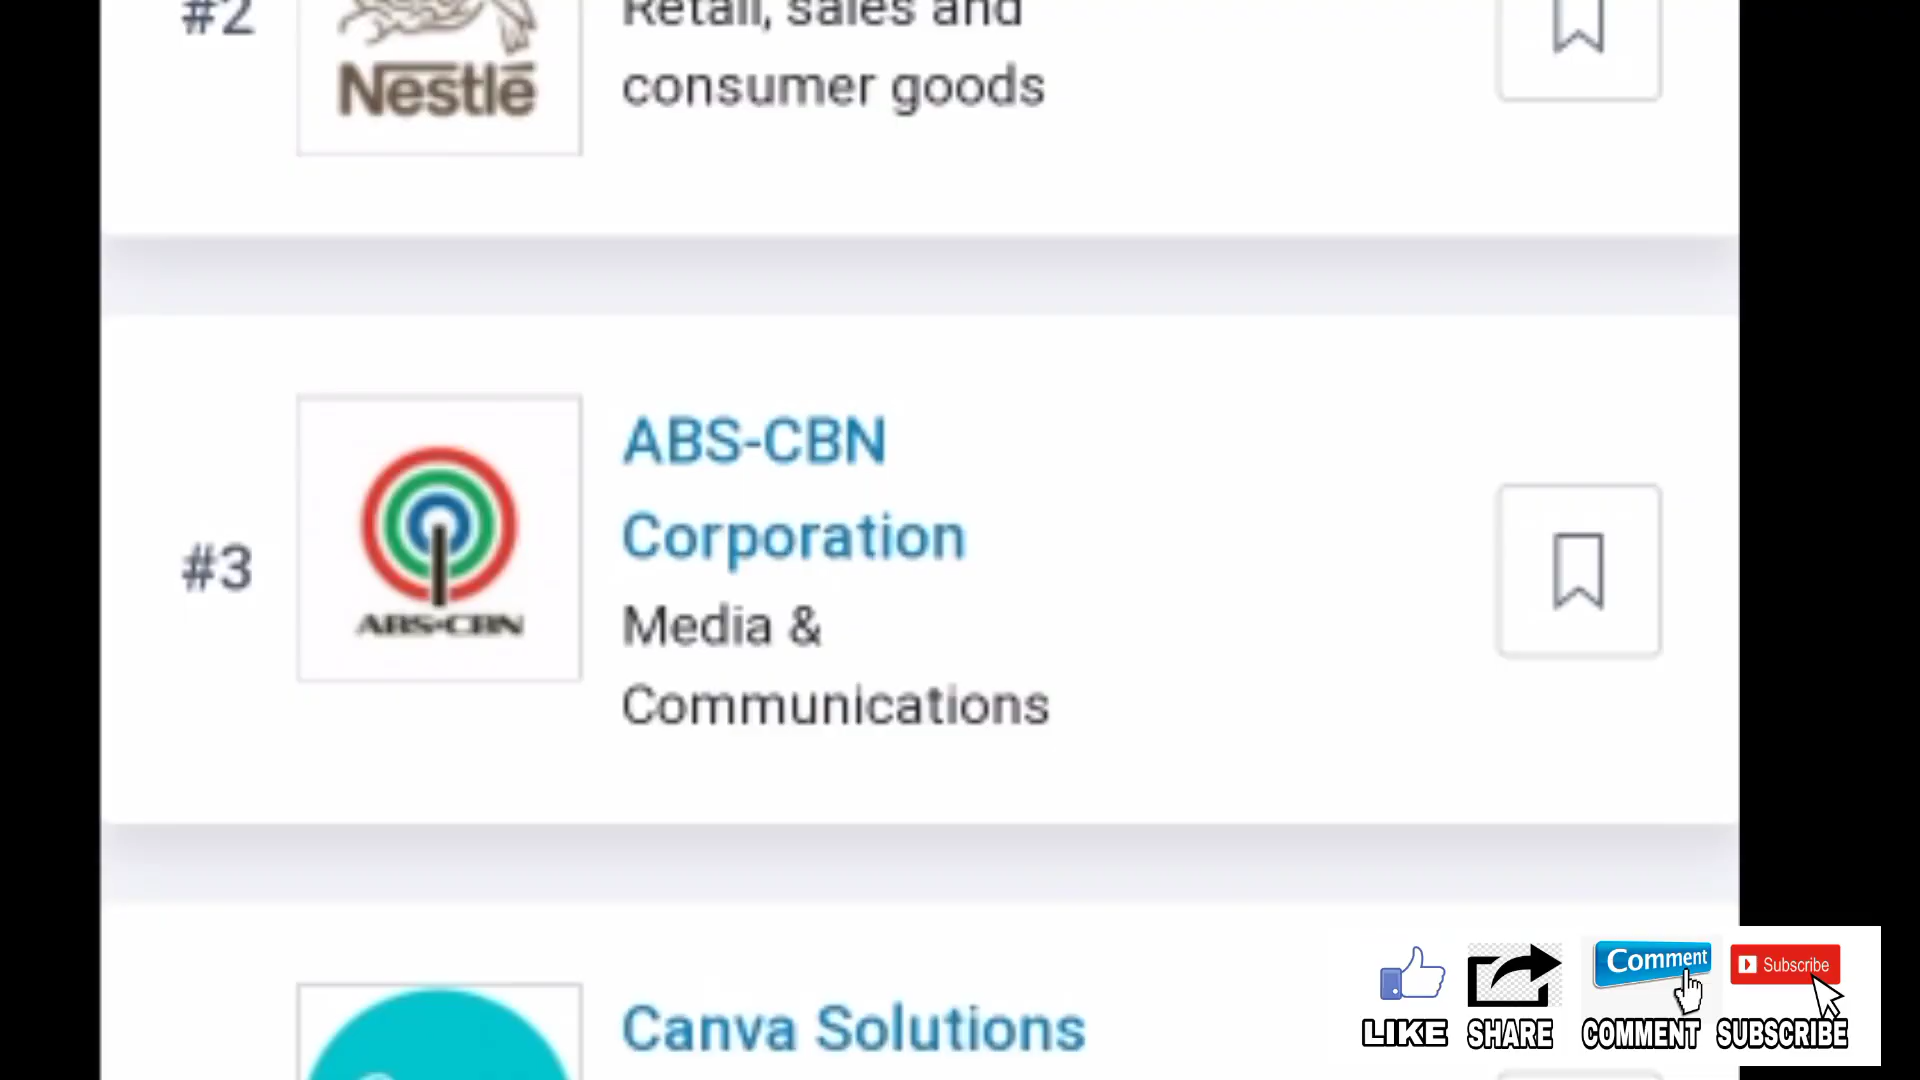 #2
Nestlé
Retail, sales and
consumer goods
#3
ABS-CBN
ABS-CBN
Corporation
Media &
Communications
Canva Solutions
Comment
Subscribe
LIKE
SHARE
COMMENT
SUBSCRIBE